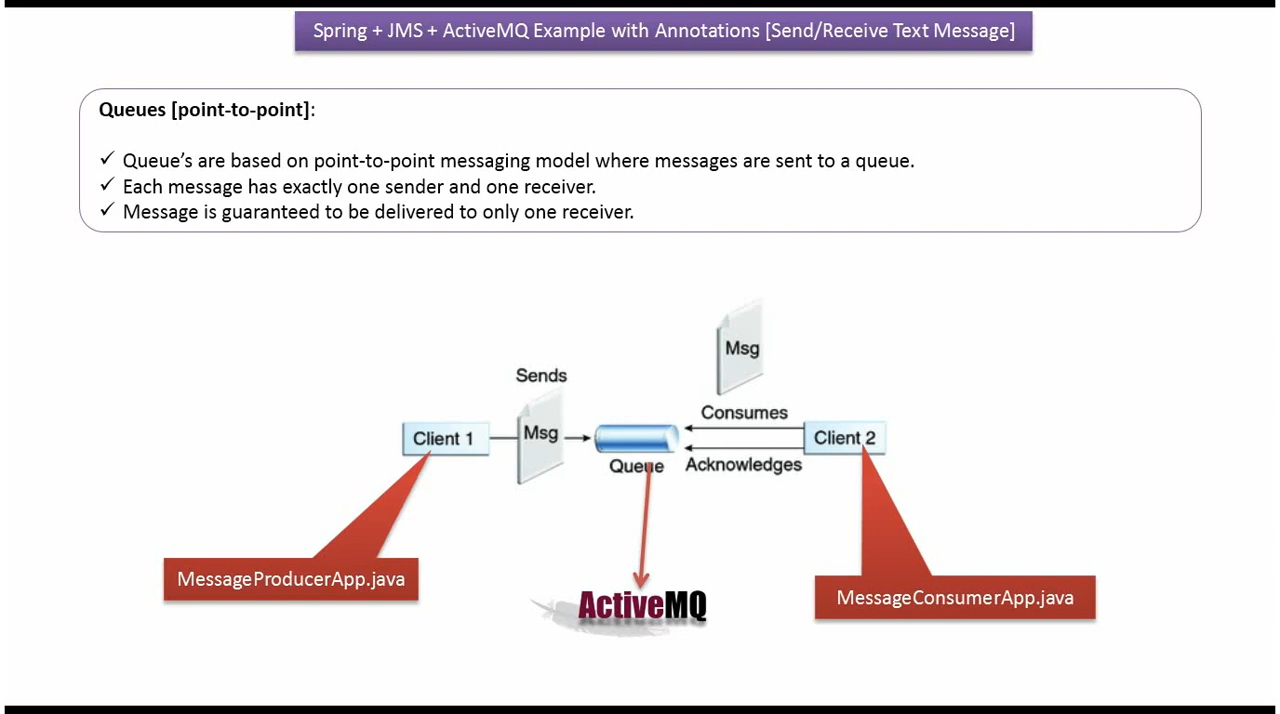 Spring + JMS + ActiveMQ Example with Annotations [Send/Receive Text Message]
Queues [point-to-point]:
✓ Queue's are based on point-to-point messaging model where messages are sent to a queue.
✓ Each message has exactly one sender and one receiver.
✓ Message is guaranteed to be delivered to only one receiver.
Msg
Sends
Consumes
Client 1
Msg
Client 2
Queue
Acknowledges
MessageProducerApp.java
MessageConsumerApp.java
ActiveMQ